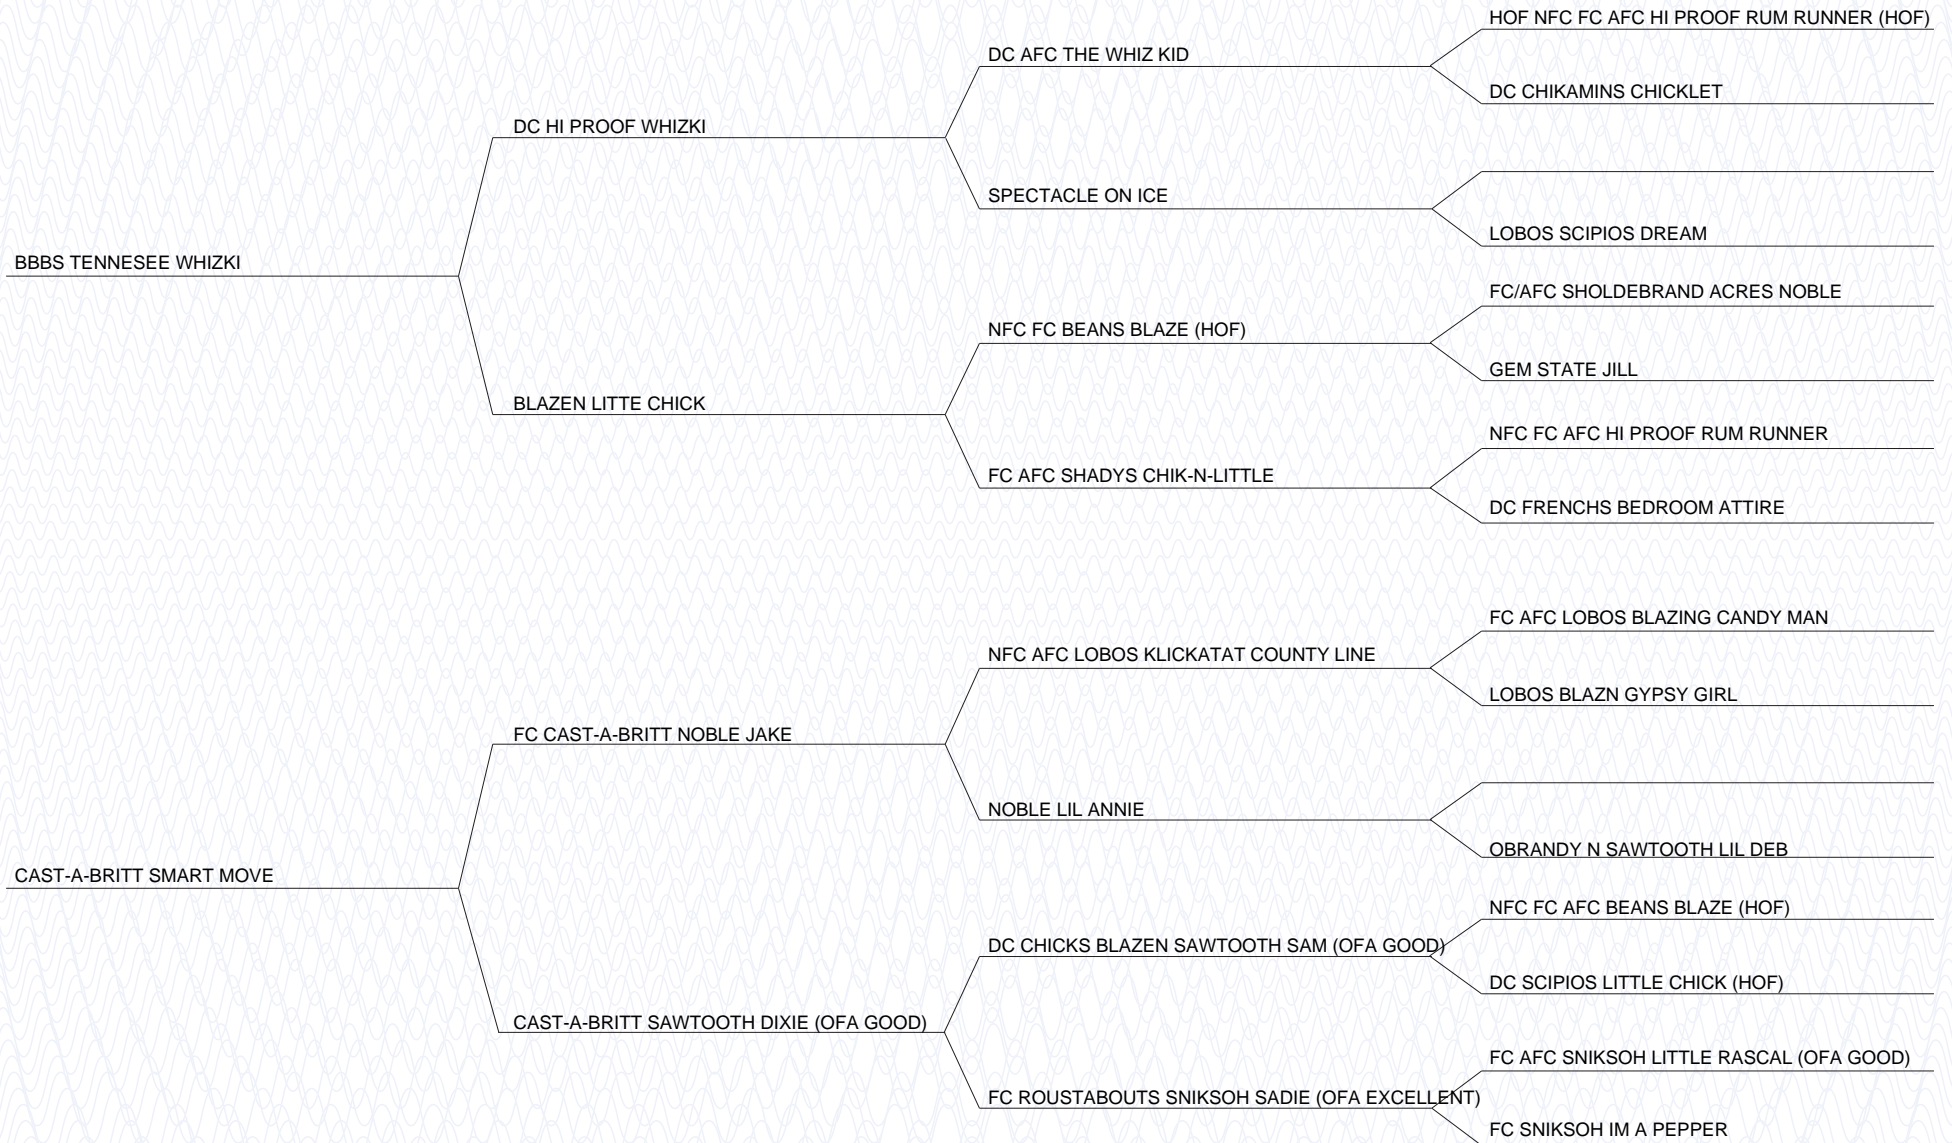 HOF NFC FC AFC HI PROOF RUM RUNNER (HOF)
DC AFC THE WHIZ KID
DC CHIKAMINS CHICKLET
DC HI PROOF WHIZKI
SPECTACLE ON ICE
LOBOS SCIPIOS DREAM
BBBS TENNESEE WHIZKI
FC/AFC SHOLDEBRAND ACRES NOBLE
NFC FC BEANS BLAZE (HOF)
GEM STATE JILL
BLAZEN LITTE CHICK
NFC FC AFC HI PROOF RUM RUNNER
FC AFC SHADYS CHIK-N-LITTLE
DC FRENCHS BEDROOM ATTIRE
FC AFC LOBOS BLAZING CANDY MAN
NFC AFC LOBOS KLICKATAT COUNTY LINE
LOBOS BLAZN GYPSY GIRL
FC CAST-A-BRITT NOBLE JAKE
NOBLE LIL ANNIE
OBRANDY N SAWTOOTH LIL DEB
CAST-A-BRITT SMART MOVE
NFC FC AFC BEANS BLAZE (HOF)
DC CHICKS BLAZEN SAWTOOTH SAM (OFA GOOD)
DC SCIPIOS LITTLE CHICK (HOF)
CAST-A-BRITT SAWTOOTH DIXIE (OFA GOOD)
FC AFC SNIKSOH LITTLE RASCAL (OFA GOOD)
FC ROUSTABOUTS SNIKSOH SADIE (OFA EXCELLENT)
FC SNIKSOH IM A PEPPER